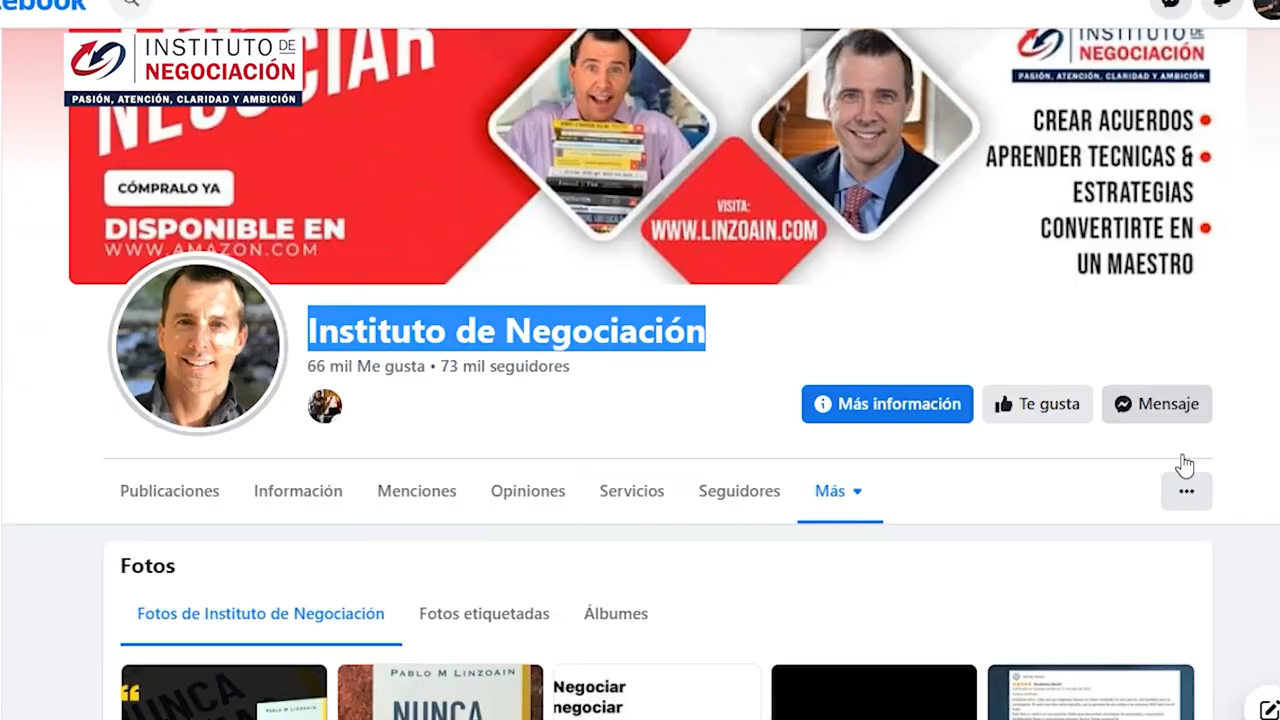 cebook
INSTITUTO DE
NEGOCIACIÓN
PASIÓN, ATENCIÓN, CLARIDAD Y AMBICIÓN
NEGOCIAR
CÓMPRALO YA
DISPONIBLE EN
WWW.AMAZON.COM
VISITA:
WWW.LINZOAIN.COM
INSTITUTO DE
NEGOCIACIÓN
PASIÓN, ATENCIÓN, CLARIDAD Y AMBICIÓN
CREAR ACUERDOS
APRENDER TECNICAS &
ESTRATEGIAS
CONVERTIRTE EN
UN MAESTRO
Instituto de Negociación
66 mil Me gusta • 73 mil seguidores
Más información
Te gusta
Mensaje
Publicaciones
Información
Menciones
Opiniones
Servicios
Seguidores
Más
Fotos
Fotos de Instituto de Negociación
Fotos etiquetadas
Álbumes
NUNCA
PABLO M LINZOAIN
NUNCA
Negociar
negociar